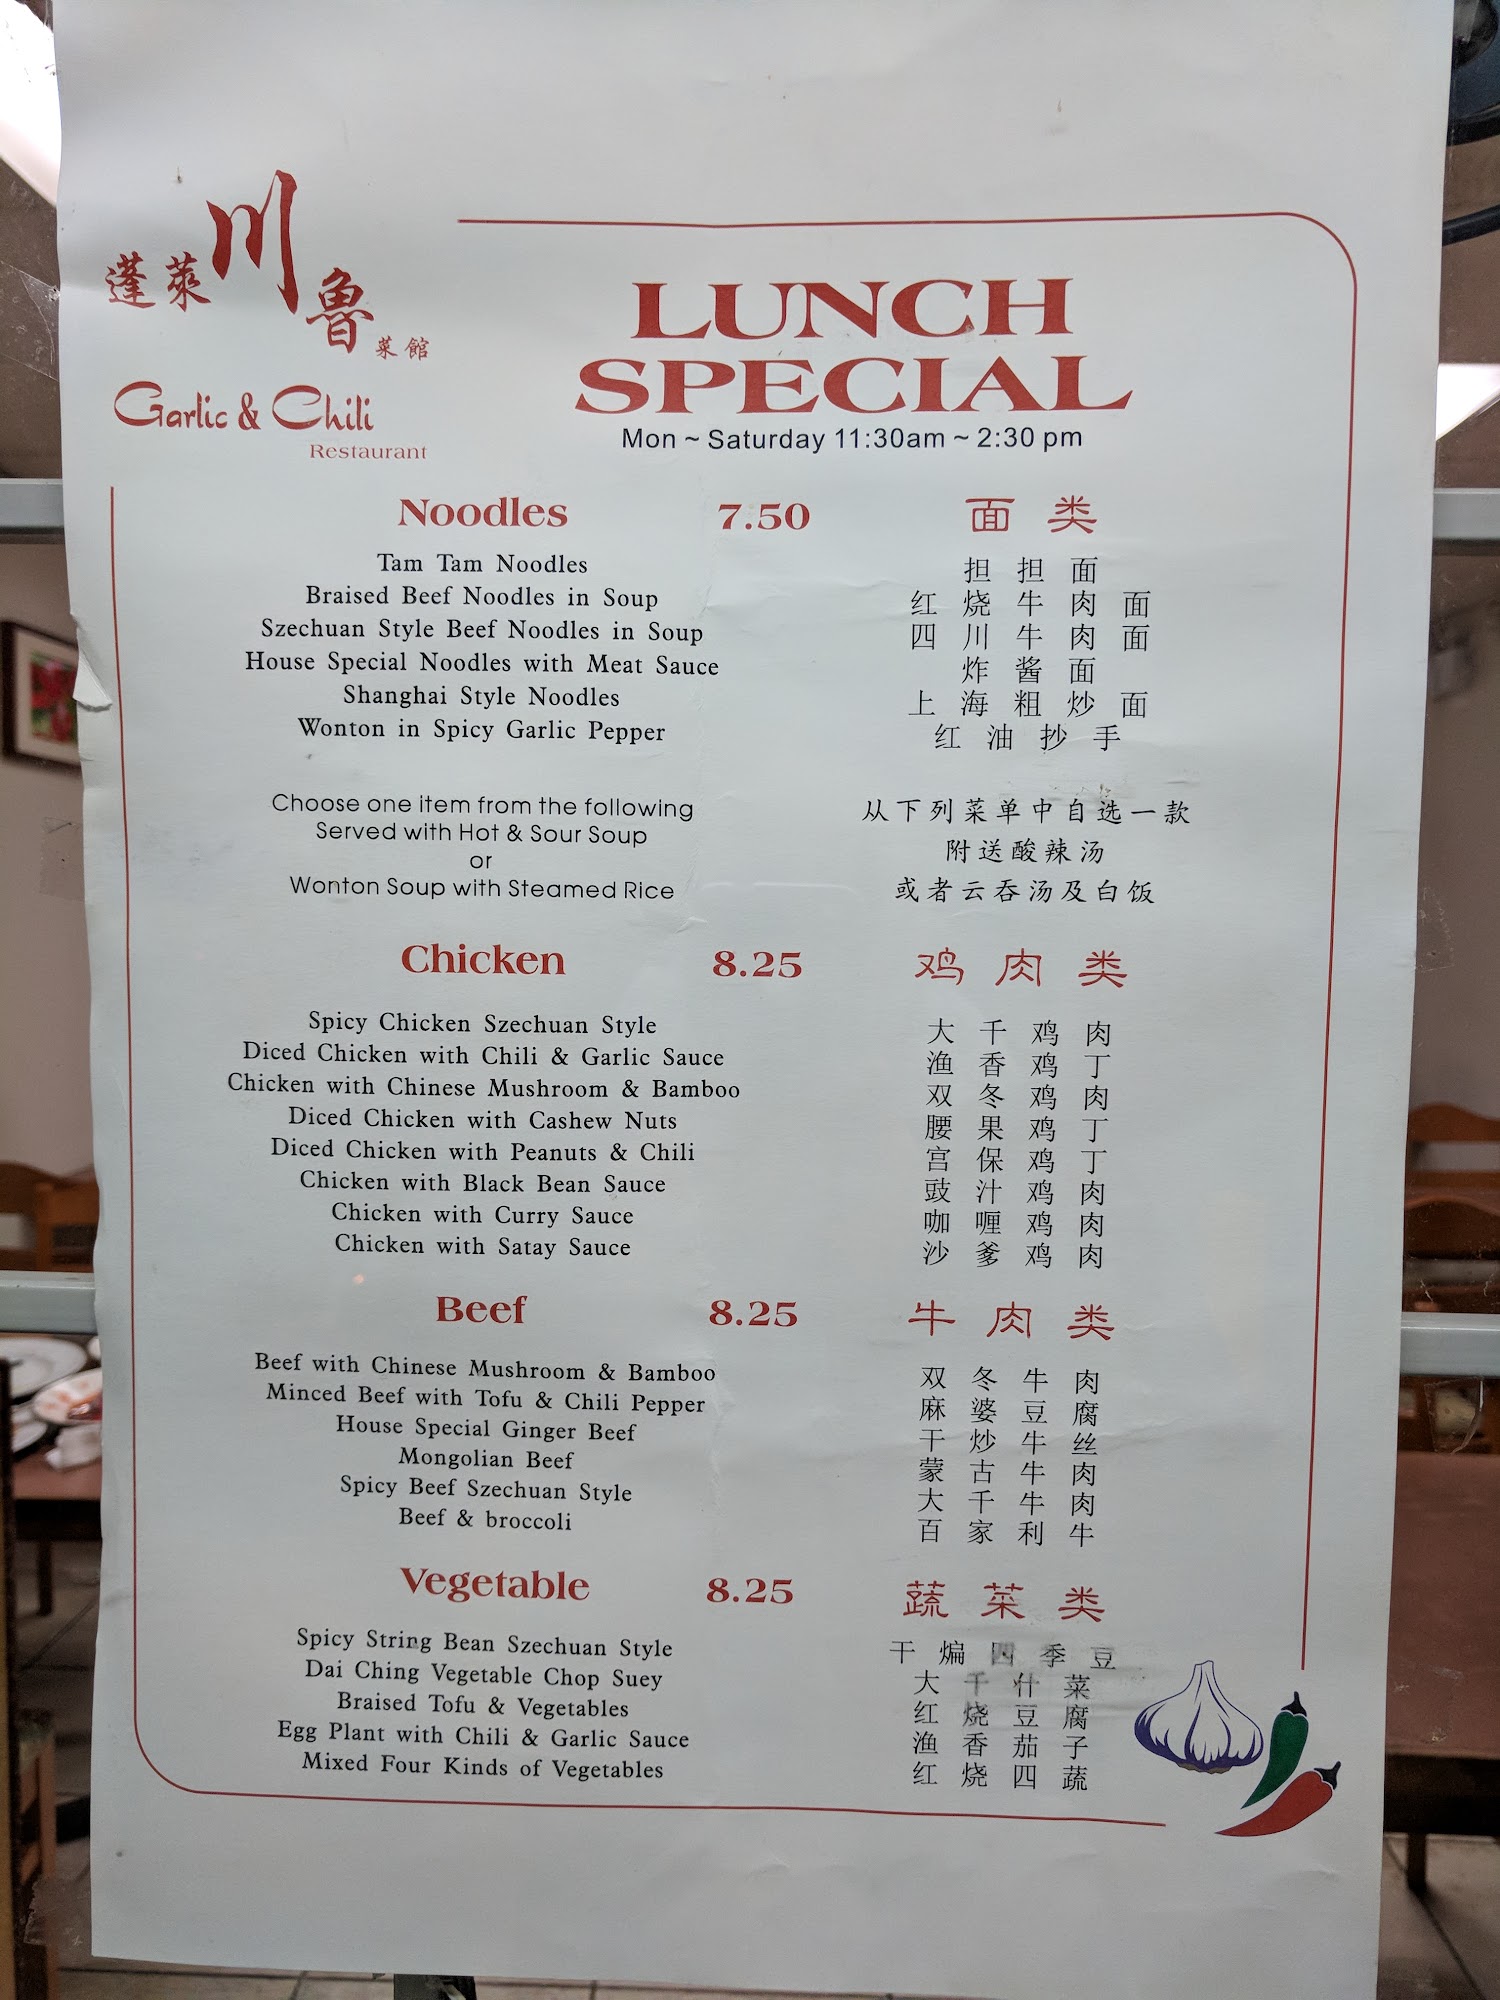 蓬萊川魯菜館
Garlic & Chili
Restaurant
LUNCH
SPECIAL
Mon ~ Saturday 11:30am ~ 2:30 pm
Noodles 7.50 面类
Tam Tam Noodles 担担面
Braised Beef Noodles in Soup 红烧牛肉面
Szechuan Style Beef Noodles in Soup 四川牛肉面
House Special Noodles with Meat Sauce 炸酱面
Shanghai Style Noodles 上海粗炒面
Wonton in Spicy Garlic Pepper 红油抄手
Choose one item from the following 从下列菜单中自选一款
Served with Hot & Sour Soup 附送酸辣汤
or
Wonton Soup with Steamed Rice 或者云吞汤及白饭
Chicken 8.25 鸡肉类
Spicy Chicken Szechuan Style 大千鸡肉
Diced Chicken with Chili & Garlic Sauce 渔香鸡丁
Chicken with Chinese Mushroom & Bamboo 双冬鸡肉
Diced Chicken with Cashew Nuts 腰果鸡丁
Diced Chicken with Peanuts & Chili 宫保鸡丁
Chicken with Black Bean Sauce 豉汁鸡肉
Chicken with Curry Sauce 咖喱鸡肉
Chicken with Satay Sauce 沙爹鸡肉
Beef 8.25 牛肉类
Beef with Chinese Mushroom & Bamboo 双冬牛肉
Minced Beef with Tofu & Chili Pepper 麻婆豆腐
House Special Ginger Beef 干炒牛丝
Mongolian Beef 蒙古牛肉
Spicy Beef Szechuan Style 大千牛肉
Beef & broccoli 百家利牛
Vegetable 8.25 蔬菜类
Spicy String Bean Szechuan Style 干煸四季豆
Dai Ching Vegetable Chop Suey 大千什菜
Braised Tofu & Vegetables 红烧豆腐
Egg Plant with Chili & Garlic Sauce 渔香茄子
Mixed Four Kinds of Vegetables 红烧四蔬